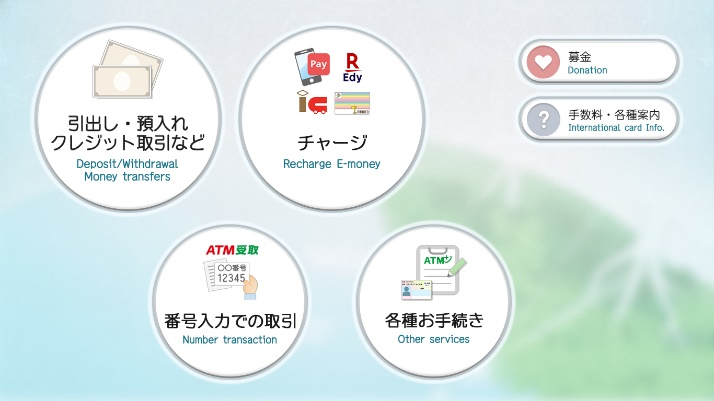 引出し・預入れ
クレジット取引など
Deposit/Withdrawal
Money transfers
Pay
R
Edy
ic
チャージ
Recharge E-money
募金
Donation
?
手数料・各種案内
International card Info.
ATM受取
〇〇番号
12345
番号入力での取引
Number transaction
ATM+
各種お手続き
Other services